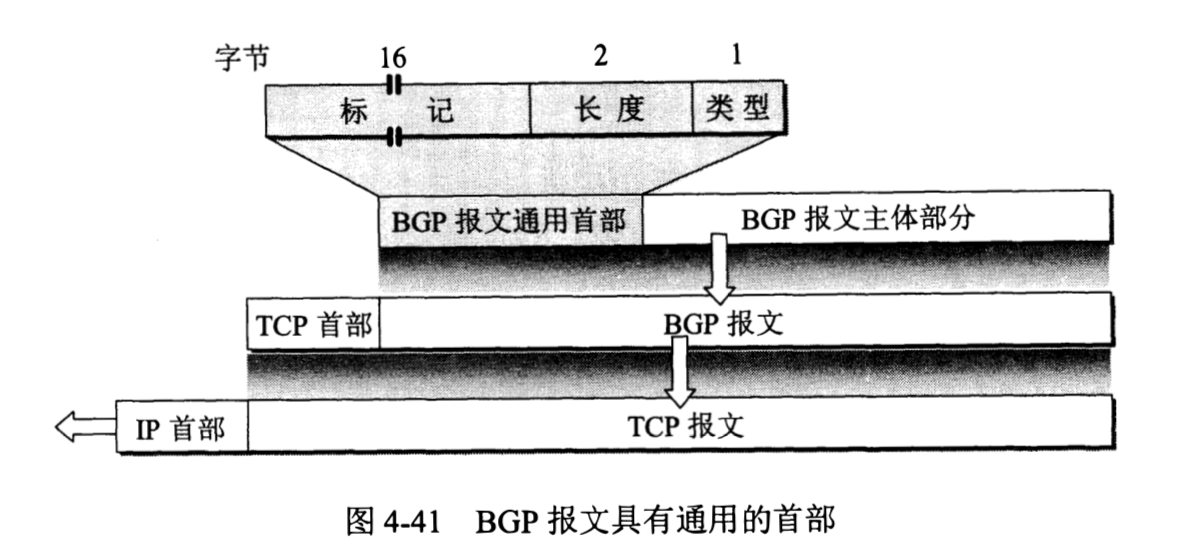 字节 16 2 1
标 记 长 度 类 型
BGP 报文通用首部 BGP 报文主体部分
TCP 首部 BGP 报文
IP 首部 TCP 报文
图 4-41 BGP 报文具有通用的首部